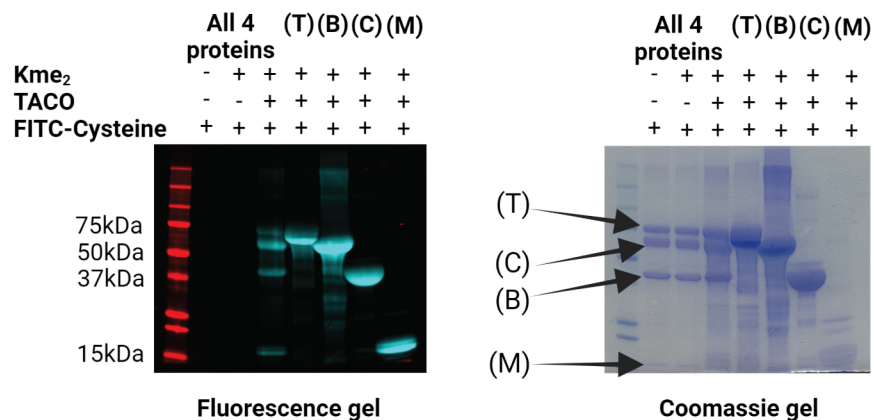 All 4 proteins (T) (B) (C) (M)
Kme₂ - + + + + + +
TACO - - + + + + +
FITC-Cysteine + + + + + + +
75kDa
50kDa
37kDa
15kDa
Fluorescence gel
All 4 proteins (T) (B) (C) (M)
- + + + + + +
- - + + + + +
+ + + + + + +
(T)
(C)
(B)
(M)
Coomassie gel